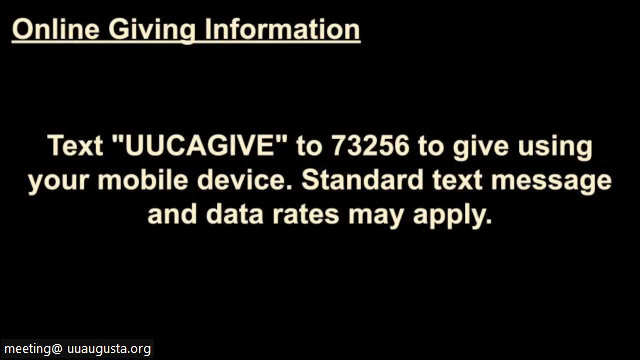 Online Giving Information
Text "UUCAGIVE" to 73256 to give using
your mobile device. Standard text message
and data rates may apply.
meeting@ uuaugusta.org